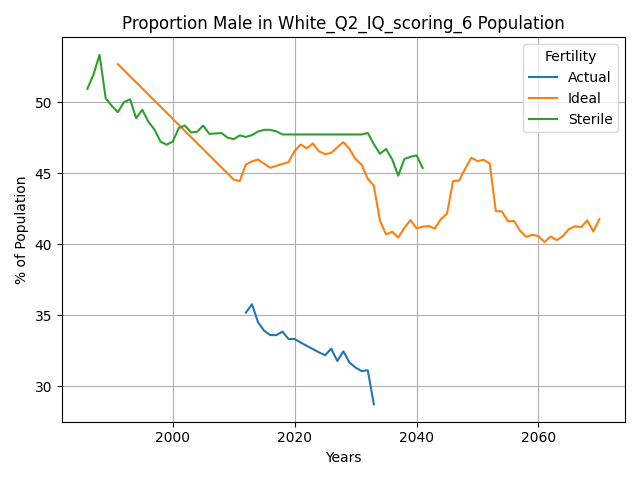 Proportion Male in White_Q2_IQ_scoring_6 Population
Fertility
Actual
Ideal
Sterile
% of Population
50
45
40
35
30
2000
2020
2040
2060
Years